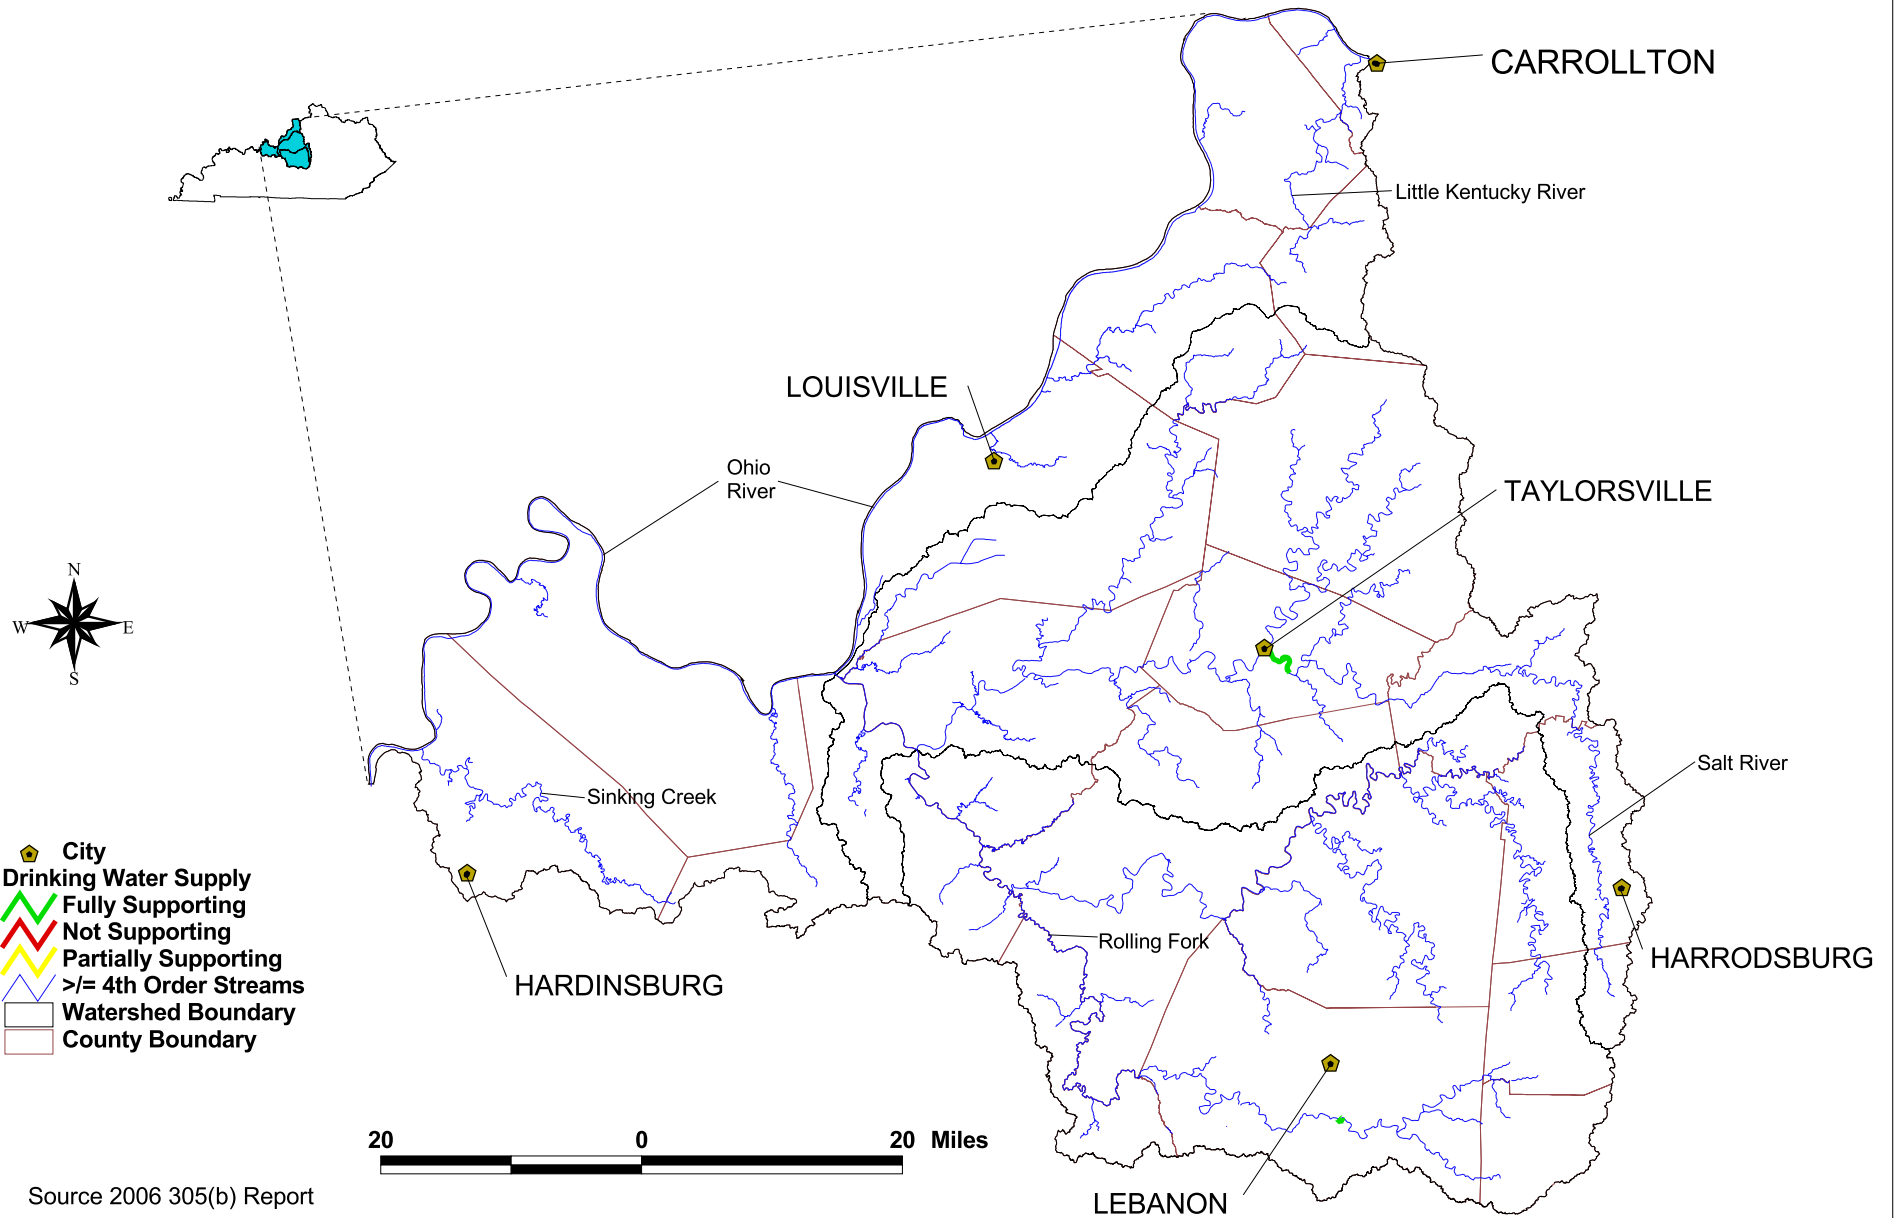 CARROLLTON
Little Kentucky River
LOUISVILLE
Ohio
River
TAYLORSVILLE
N
W
E
S
Salt River
Sinking Creek
City
Drinking Water Supply
Fully Supporting
Not Supporting
Partially Supporting
>/= 4th Order Streams
Watershed Boundary
County Boundary
Rolling Fork
HARRODSBURG
HARDINSBURG
20
0
20 Miles
Source 2006 305(b) Report
LEBANON